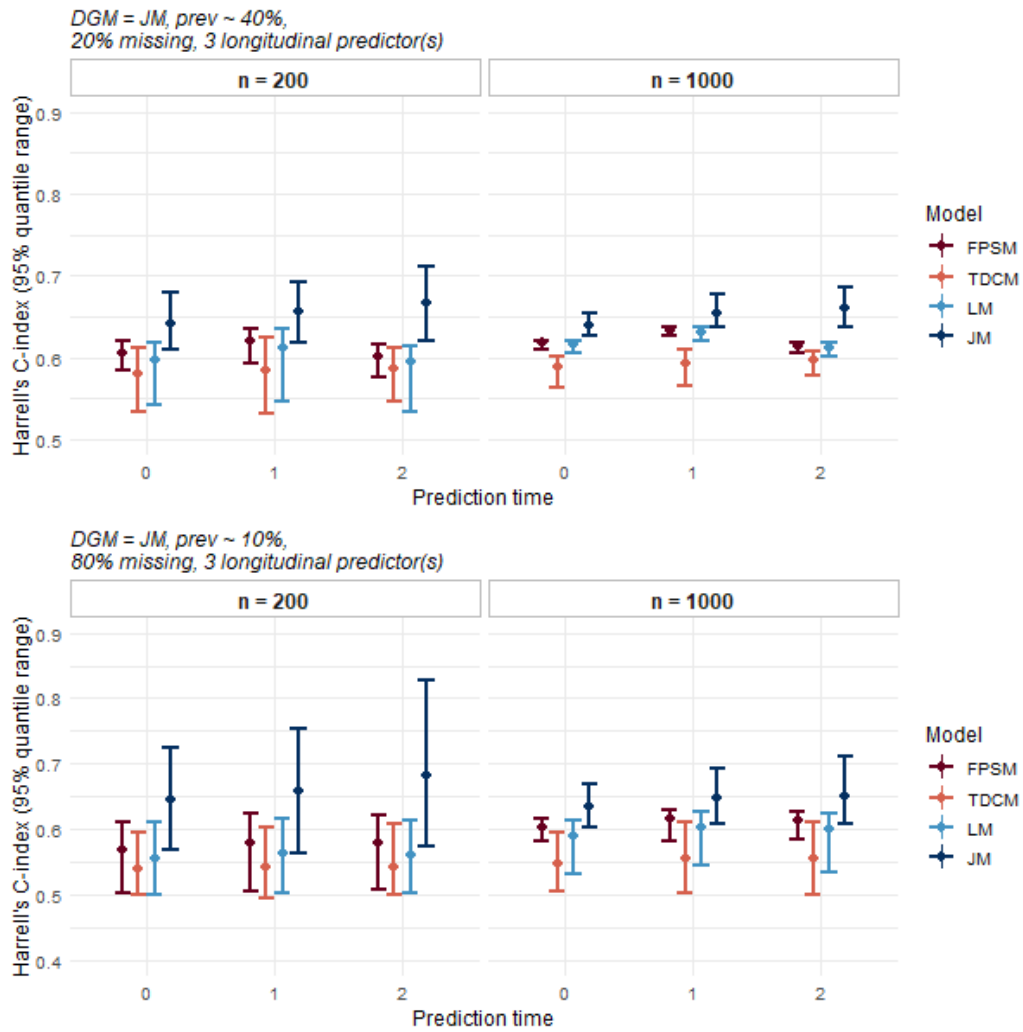 DGM = JM, prev ~ 40%,
20% missing, 3 longitudinal predictor(s)
n = 200
n = 1000
Harrell's C-index (95% quantile range)
0.9
0.8
0.7
0.6
0.5
0 1 2
0 1 2
Prediction time
Model
FPSM
TDCM
LM
JM
DGM = JM, prev ~ 10%,
80% missing, 3 longitudinal predictor(s)
n = 200
n = 1000
Harrell's C-index (95% quantile range)
0.9
0.8
0.7
0.6
0.5
0.4
0 1 2
0 1 2
Prediction time
Model
FPSM
TDCM
LM
JM